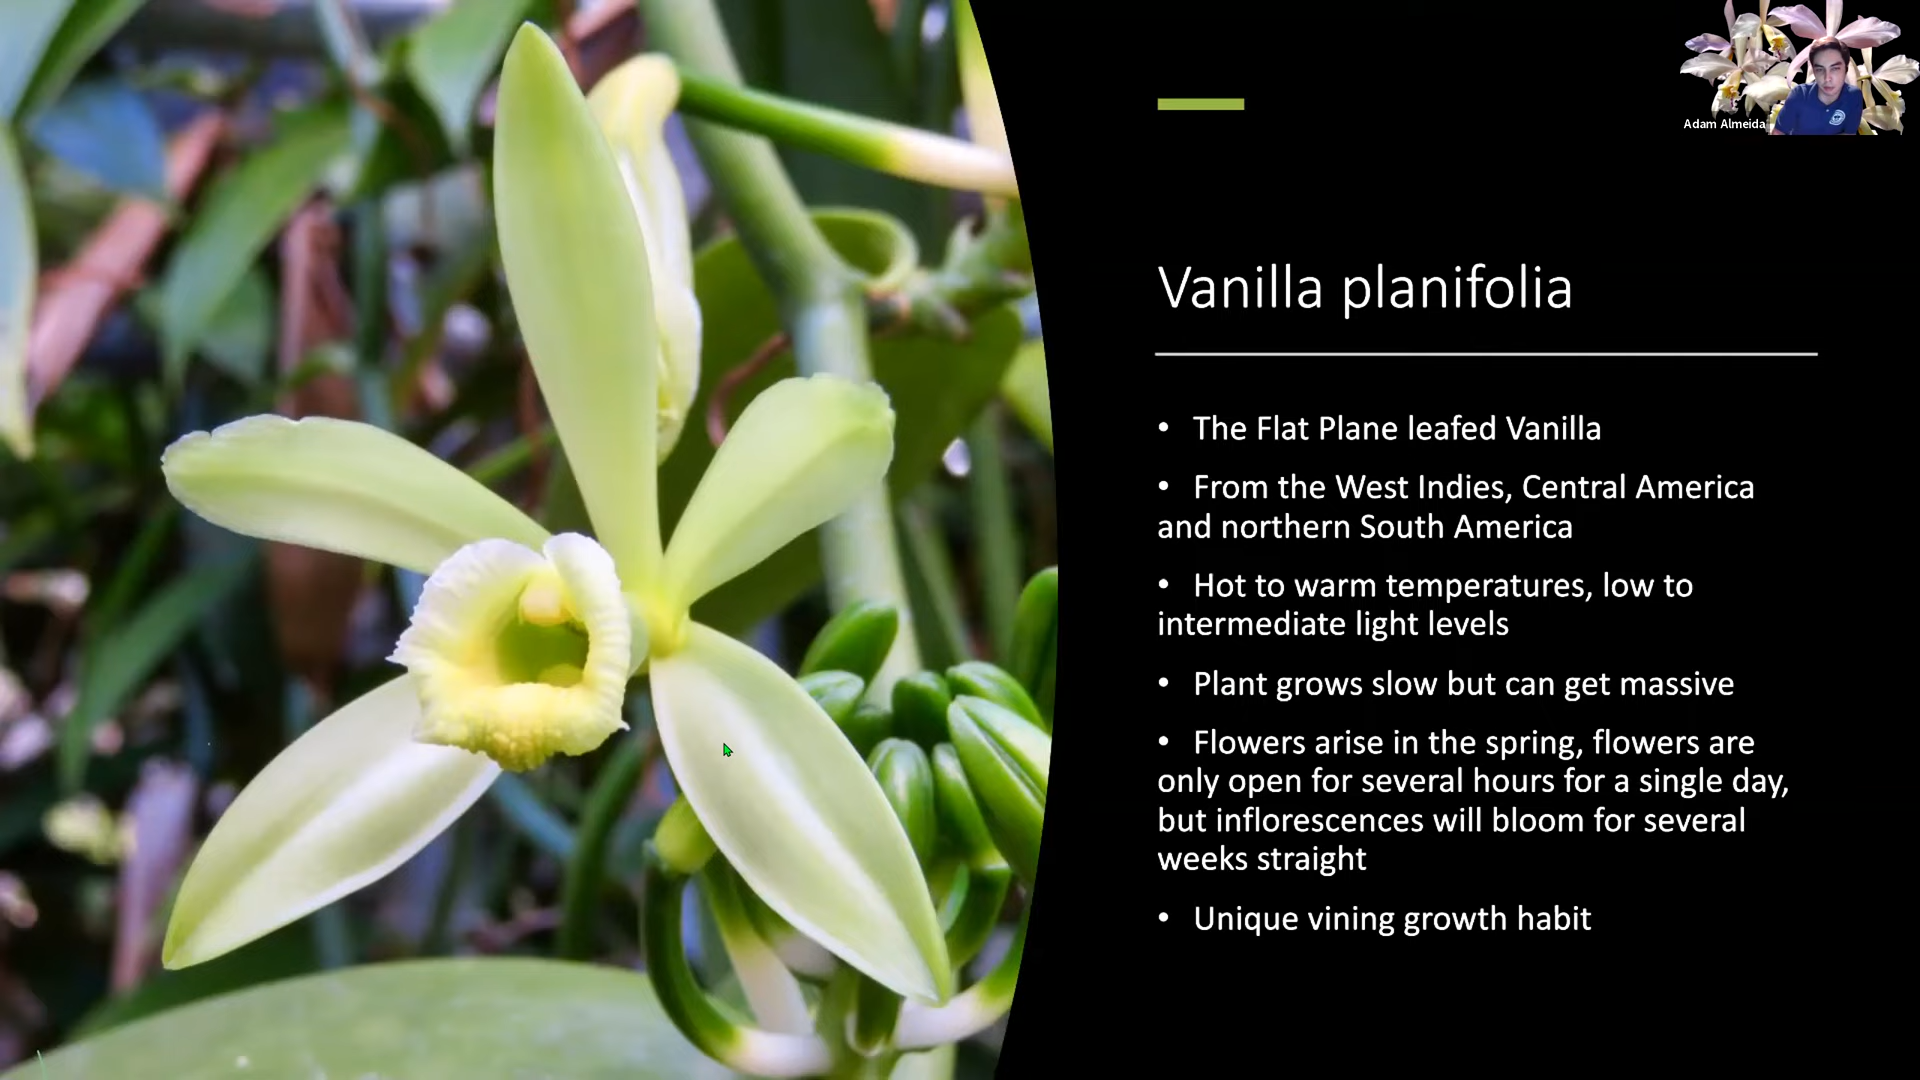 Adam Almeida
Vanilla planifolia
• The Flat Plane leafed Vanilla
• From the West Indies, Central America
and northern South America
• Hot to warm temperatures, low to
intermediate light levels
• Plant grows slow but can get massive
• Flowers arise in the spring, flowers are
only open for several hours for a single day,
but inflorescences will bloom for several
weeks straight
• Unique vining growth habit